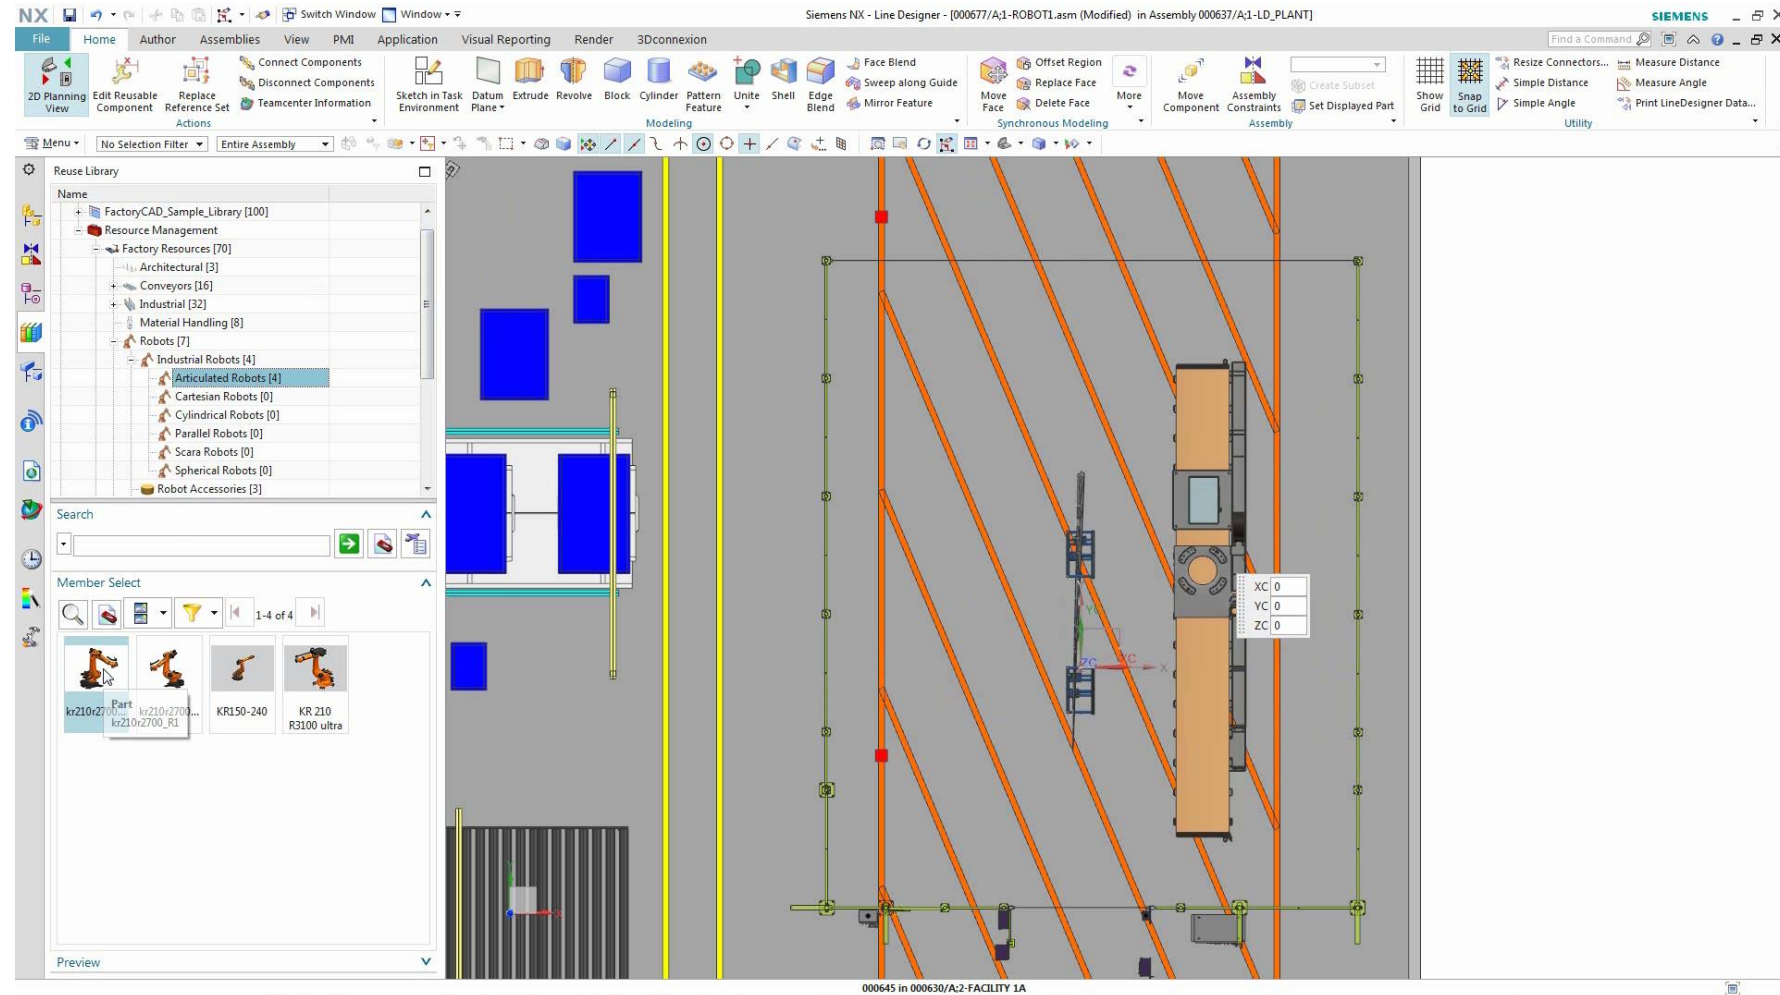 NX Switch Window Window Siemens NX - Line Designer - [000677/A;1-ROBOT1.asm (Modified) in Assembly 000637/A;1-LD_PLANT] SIEMENS
File Home Author Assemblies View PMI Application Visual Reporting Render 3Dconnexion Find a Command
2D Planning View
Edit Reusable Component
Replace Reference Set
Connect Components
Disconnect Components
Teamcenter Information
Actions
Sketch in Task Environment
Datum Plane
Extrude
Revolve
Block
Cylinder
Pattern Feature
Unite
Shell
Edge Blend
Face Blend
Sweep along Guide
Mirror Feature
Modeling
Move Face
Offset Region
Replace Face
Delete Face
More
Synchronous Modeling
Move Component
Assembly Constraints
Create Subset
Set Displayed Part
Assembly
Show Grid
Snap to Grid
Resize Connectors...
Simple Distance
Simple Angle
Measure Distance
Measure Angle
Print LineDesigner Data...
Utility
Menu No Selection Filter Entire Assembly
Reuse Library
Name
FactoryCAD_Sample_Library [100]
Resource Management
Factory Resources [70]
Architectural [3]
Conveyors [16]
Industrial [32]
Material Handling [8]
Robots [7]
Industrial Robots [4]
Articulated Robots [4]
Cartesian Robots [0]
Cylindrical Robots [0]
Parallel Robots [0]
Scara Robots [0]
Spherical Robots [0]
Robot Accessories [3]
Search
Member Select
1-4 of 4
kr210r2700...
kr210r2700...
KR150-240
KR 210
R3100 ultra
Part
kr210r2700_R1
Preview
XC 0
YC 0
ZC 0
YC
ZC
XC
X
Y
X
000645 in 000630/A;2-FACILITY 1A